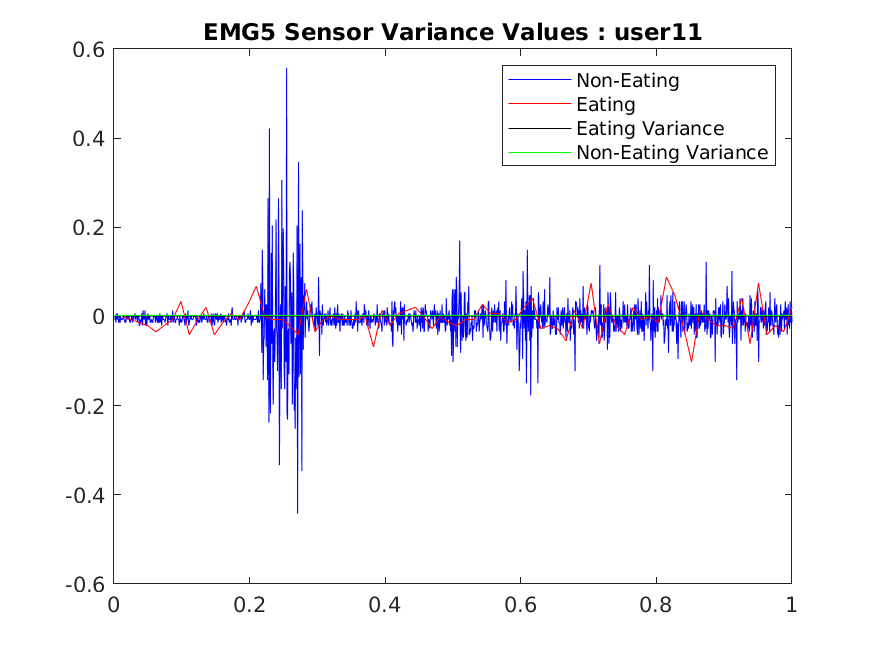 EMG5 Sensor Variance Values : user11
0.6
0.4
0.2
0
-0.2
-0.4
-0.6
Non-Eating
Eating
Eating Variance
Non-Eating Variance
0 0.2 0.4 0.6 0.8 1